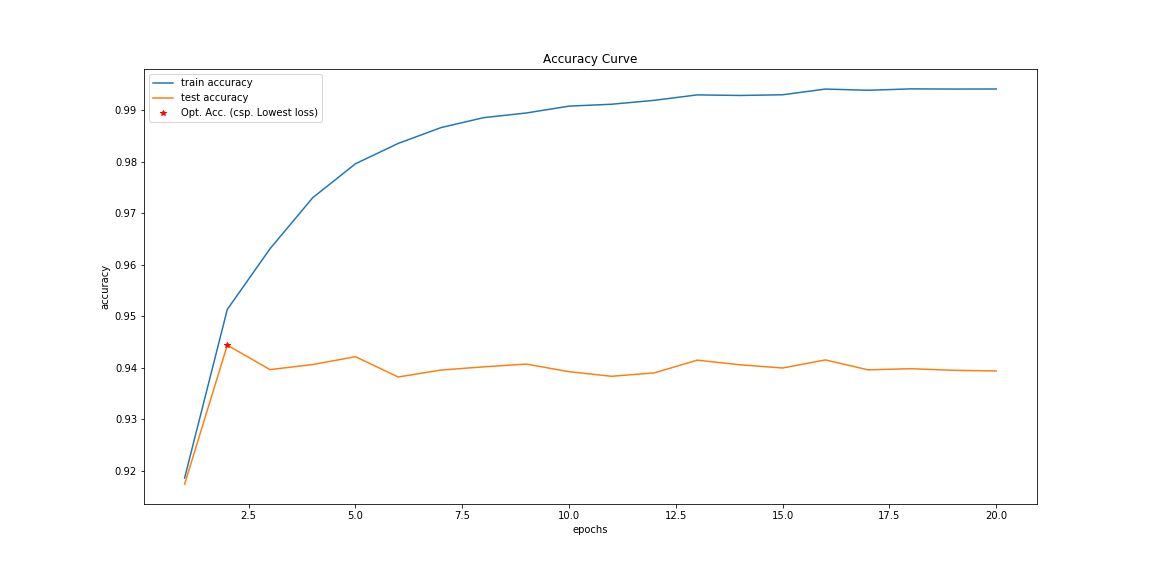 Accuracy Curve
train accuracy
test accuracy
Opt. Acc. (csp. Lowest loss)
accuracy
0.99
0.98
0.97
0.96
0.95
0.94
0.93
0.92
2.5 5.0 7.5 10.0 12.5 15.0 17.5 20.0
epochs